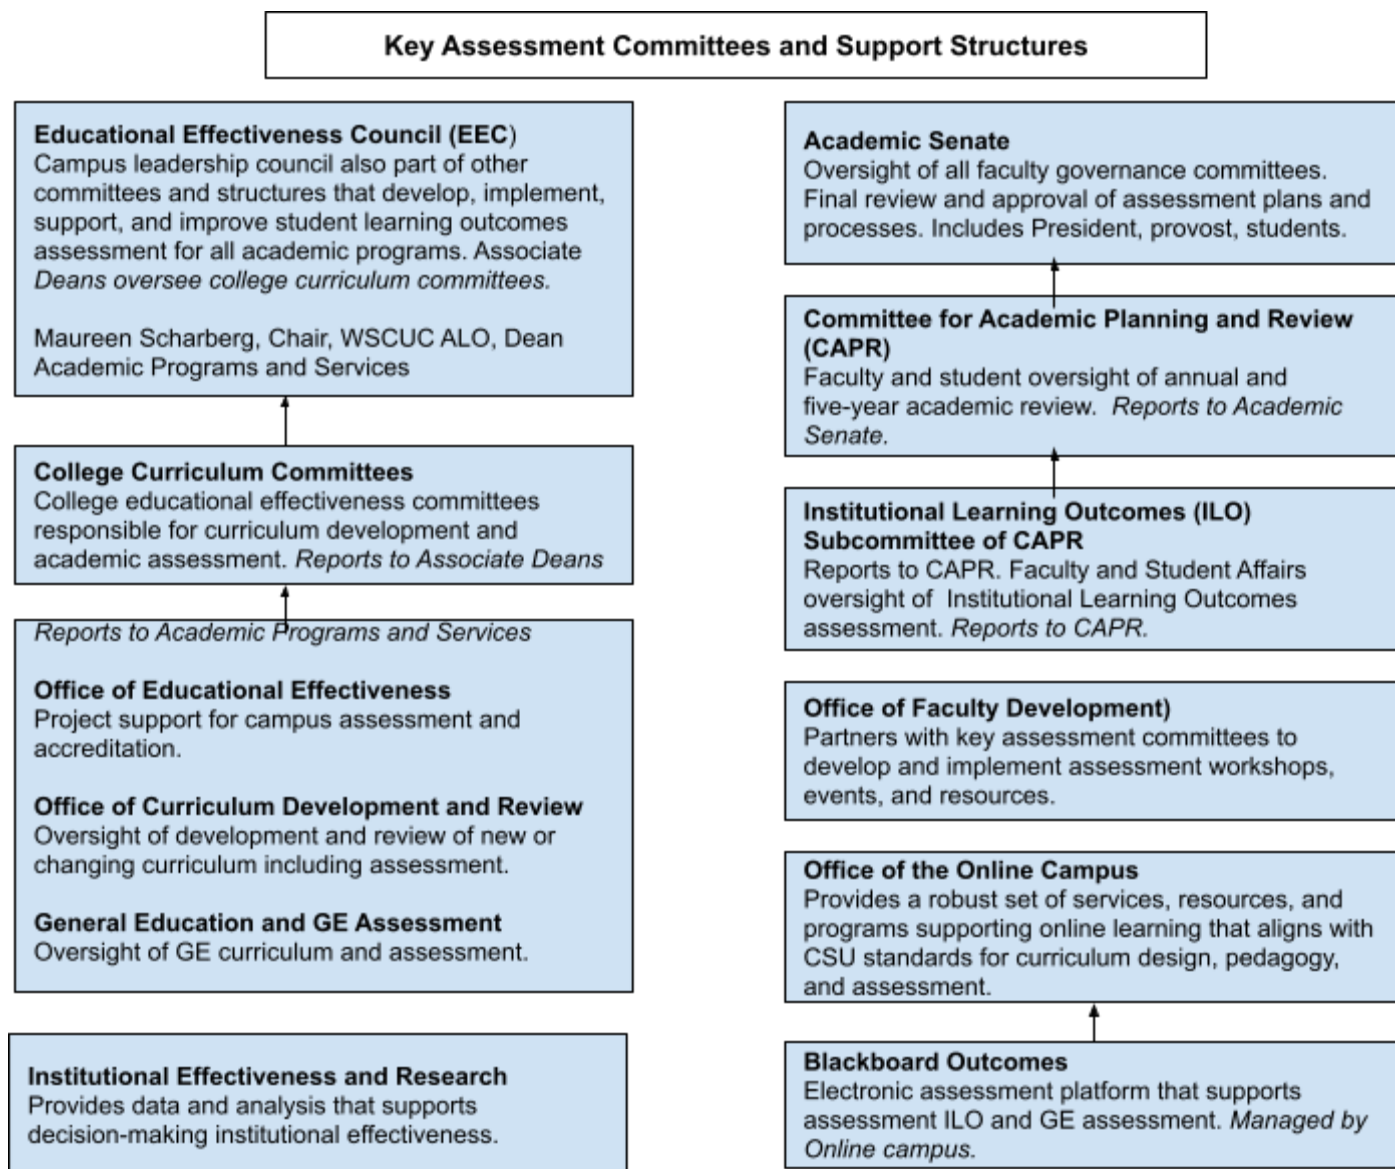 Key Assessment Committees and Support Structures
Educational Effectiveness Council (EEC)
Campus leadership council also part of other
committees and structures that develop, implement,
support, and improve student learning outcomes
assessment for all academic programs. Associate
Deans oversee college curriculum committees.
Maureen Scharberg, Chair, WSCUC ALO, Dean
Academic Programs and Services
College Curriculum Committees
College educational effectiveness committees
responsible for curriculum development and
academic assessment. Reports to Associate Deans
Reports to Academic Programs and Services
Office of Educational Effectiveness
Project support for campus assessment and
accreditation.
Office of Curriculum Development and Review
Oversight of development and review of new or
changing curriculum including assessment.
General Education and GE Assessment
Oversight of GE curriculum and assessment.
Institutional Effectiveness and Research
Provides data and analysis that supports
decision-making institutional effectiveness.
Academic Senate
Oversight of all faculty governance committees.
Final review and approval of assessment plans and
processes. Includes President, provost, students.
Committee for Academic Planning and Review
(CAPR)
Faculty and student oversight of annual and
five-year academic review.  Reports to Academic
Senate.
Institutional Learning Outcomes (ILO)
Subcommittee of CAPR
Reports to CAPR. Faculty and Student Affairs
oversight of  Institutional Learning Outcomes
assessment. Reports to CAPR.
Office of Faculty Development)
Partners with key assessment committees to
develop and implement assessment workshops,
events, and resources.
Office of the Online Campus
Provides a robust set of services, resources, and
programs supporting online learning that aligns with
CSU standards for curriculum design, pedagogy,
and assessment.
Blackboard Outcomes
Electronic assessment platform that supports
assessment ILO and GE assessment. Managed by
Online campus.